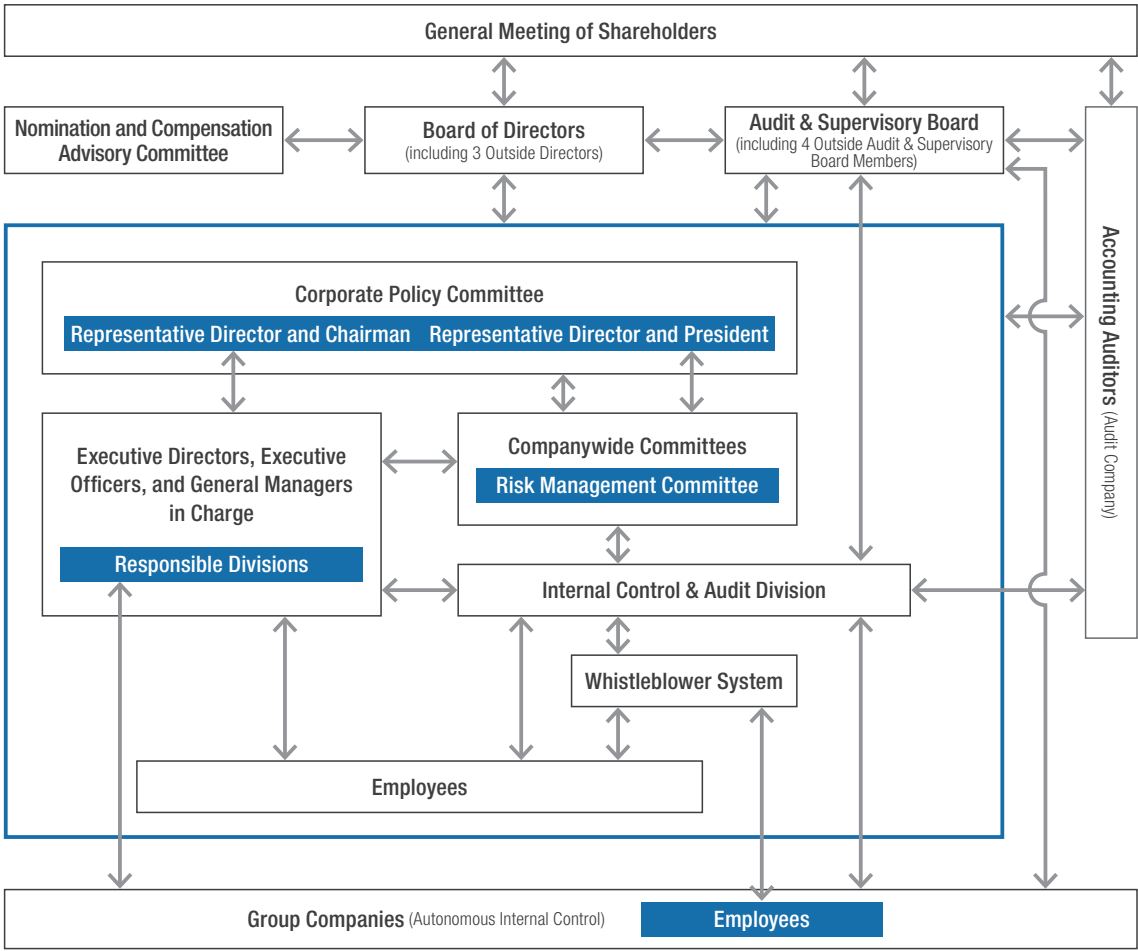 General Meeting of Shareholders
Nomination and Compensation
Advisory Committee
Board of Directors
(including 3 Outside Directors)
Audit & Supervisory Board
(including 4 Outside Audit & Supervisory
Board Members)
Accounting Auditors (Audit Company)
Corporate Policy Committee
Representative Director and Chairman
Representative Director and President
Executive Directors, Executive
Officers, and General Managers
in Charge
Responsible Divisions
Companywide Committees
Risk Management Committee
Internal Control & Audit Division
Whistleblower System
Employees
Group Companies (Autonomous Internal Control)
Employees